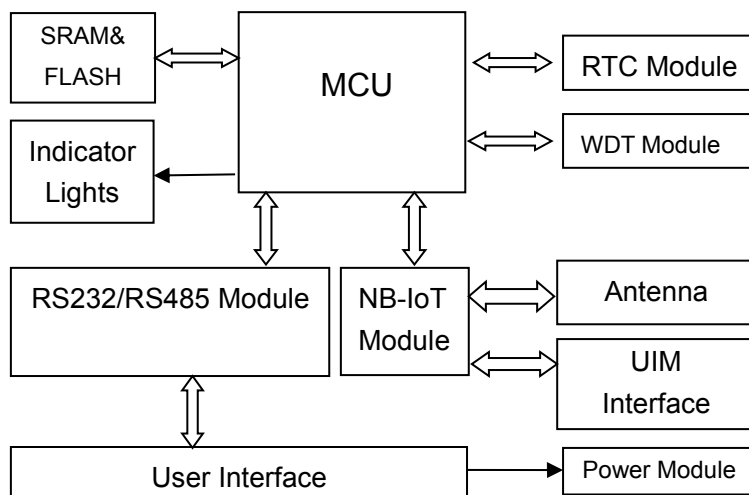 SRAM&
FLASH
MCU
RTC Module
WDT Module
Indicator
Lights
RS232/RS485 Module
NB-IoT
Module
Antenna
UIM
Interface
User Interface
Power Module